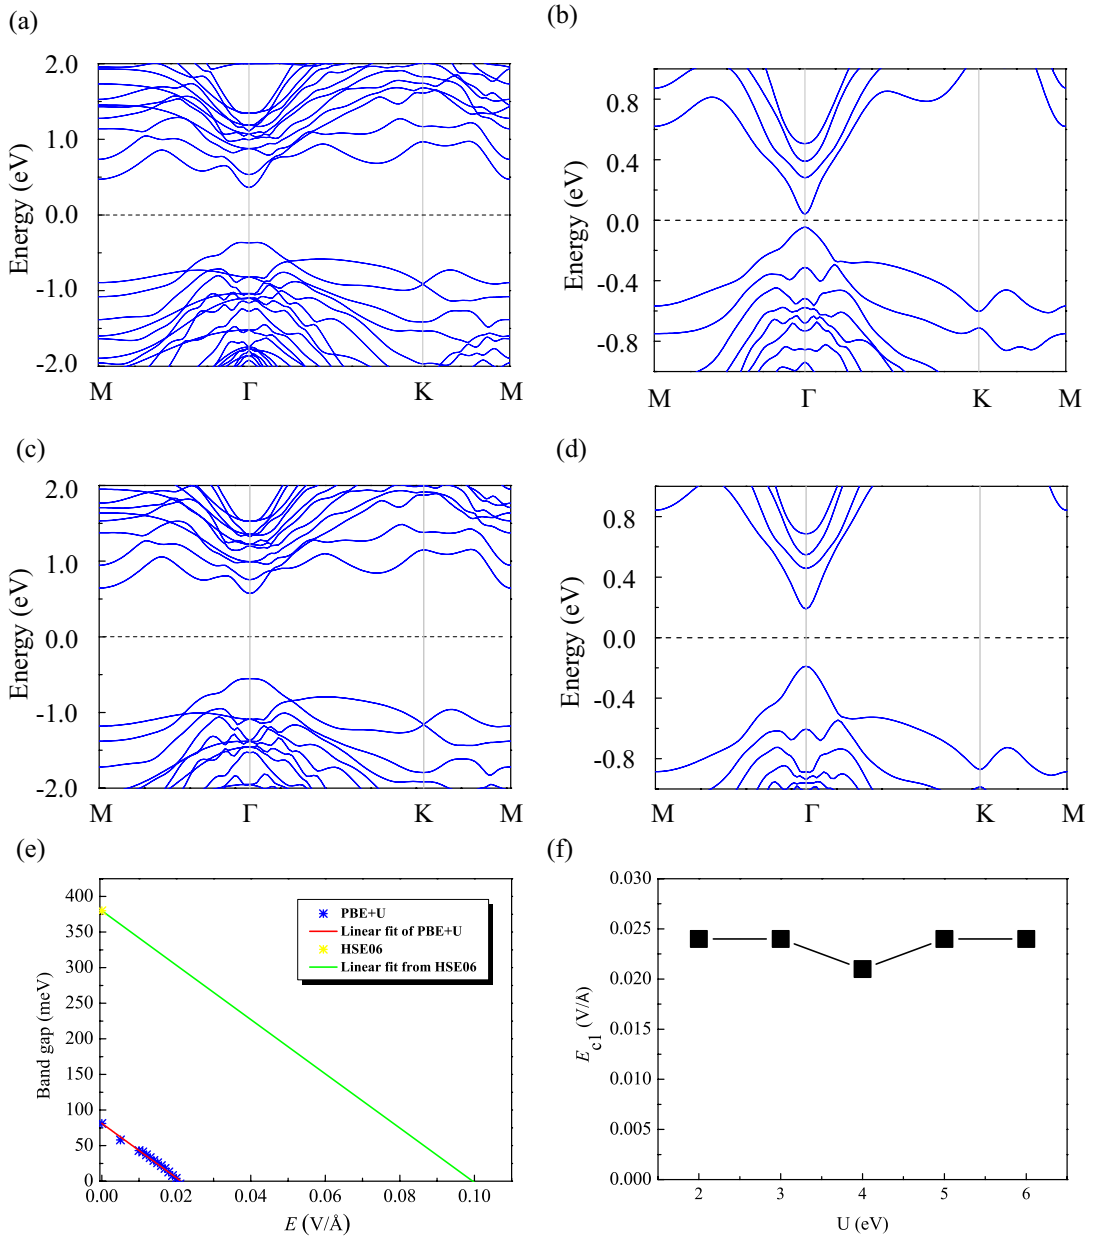 (a)
2.0
1.0
0.0
-1.0
-2.0
Energy (eV)
M Γ K M
(b)
0.8
0.4
0.0
-0.4
-0.8
Energy (eV)
M Γ K M
(c)
2.0
1.0
0.0
-1.0
-2.0
Energy (eV)
M Γ K M
(d)
0.8
0.4
0.0
-0.4
-0.8
Energy (eV)
M Γ K M
(e)
400
350
300
250
200
150
100
50
0
Band gap (meV)
PBE+U
Linear fit of PBE+U
HSE06
Linear fit from HSE06
0.00 0.02 0.04 0.06 0.08 0.10
E (V/Å)
(f)
0.030
0.025
0.020
0.015
0.010
0.005
0.000
Ec1 (V/Å)
2 3 4 5 6
U (eV)